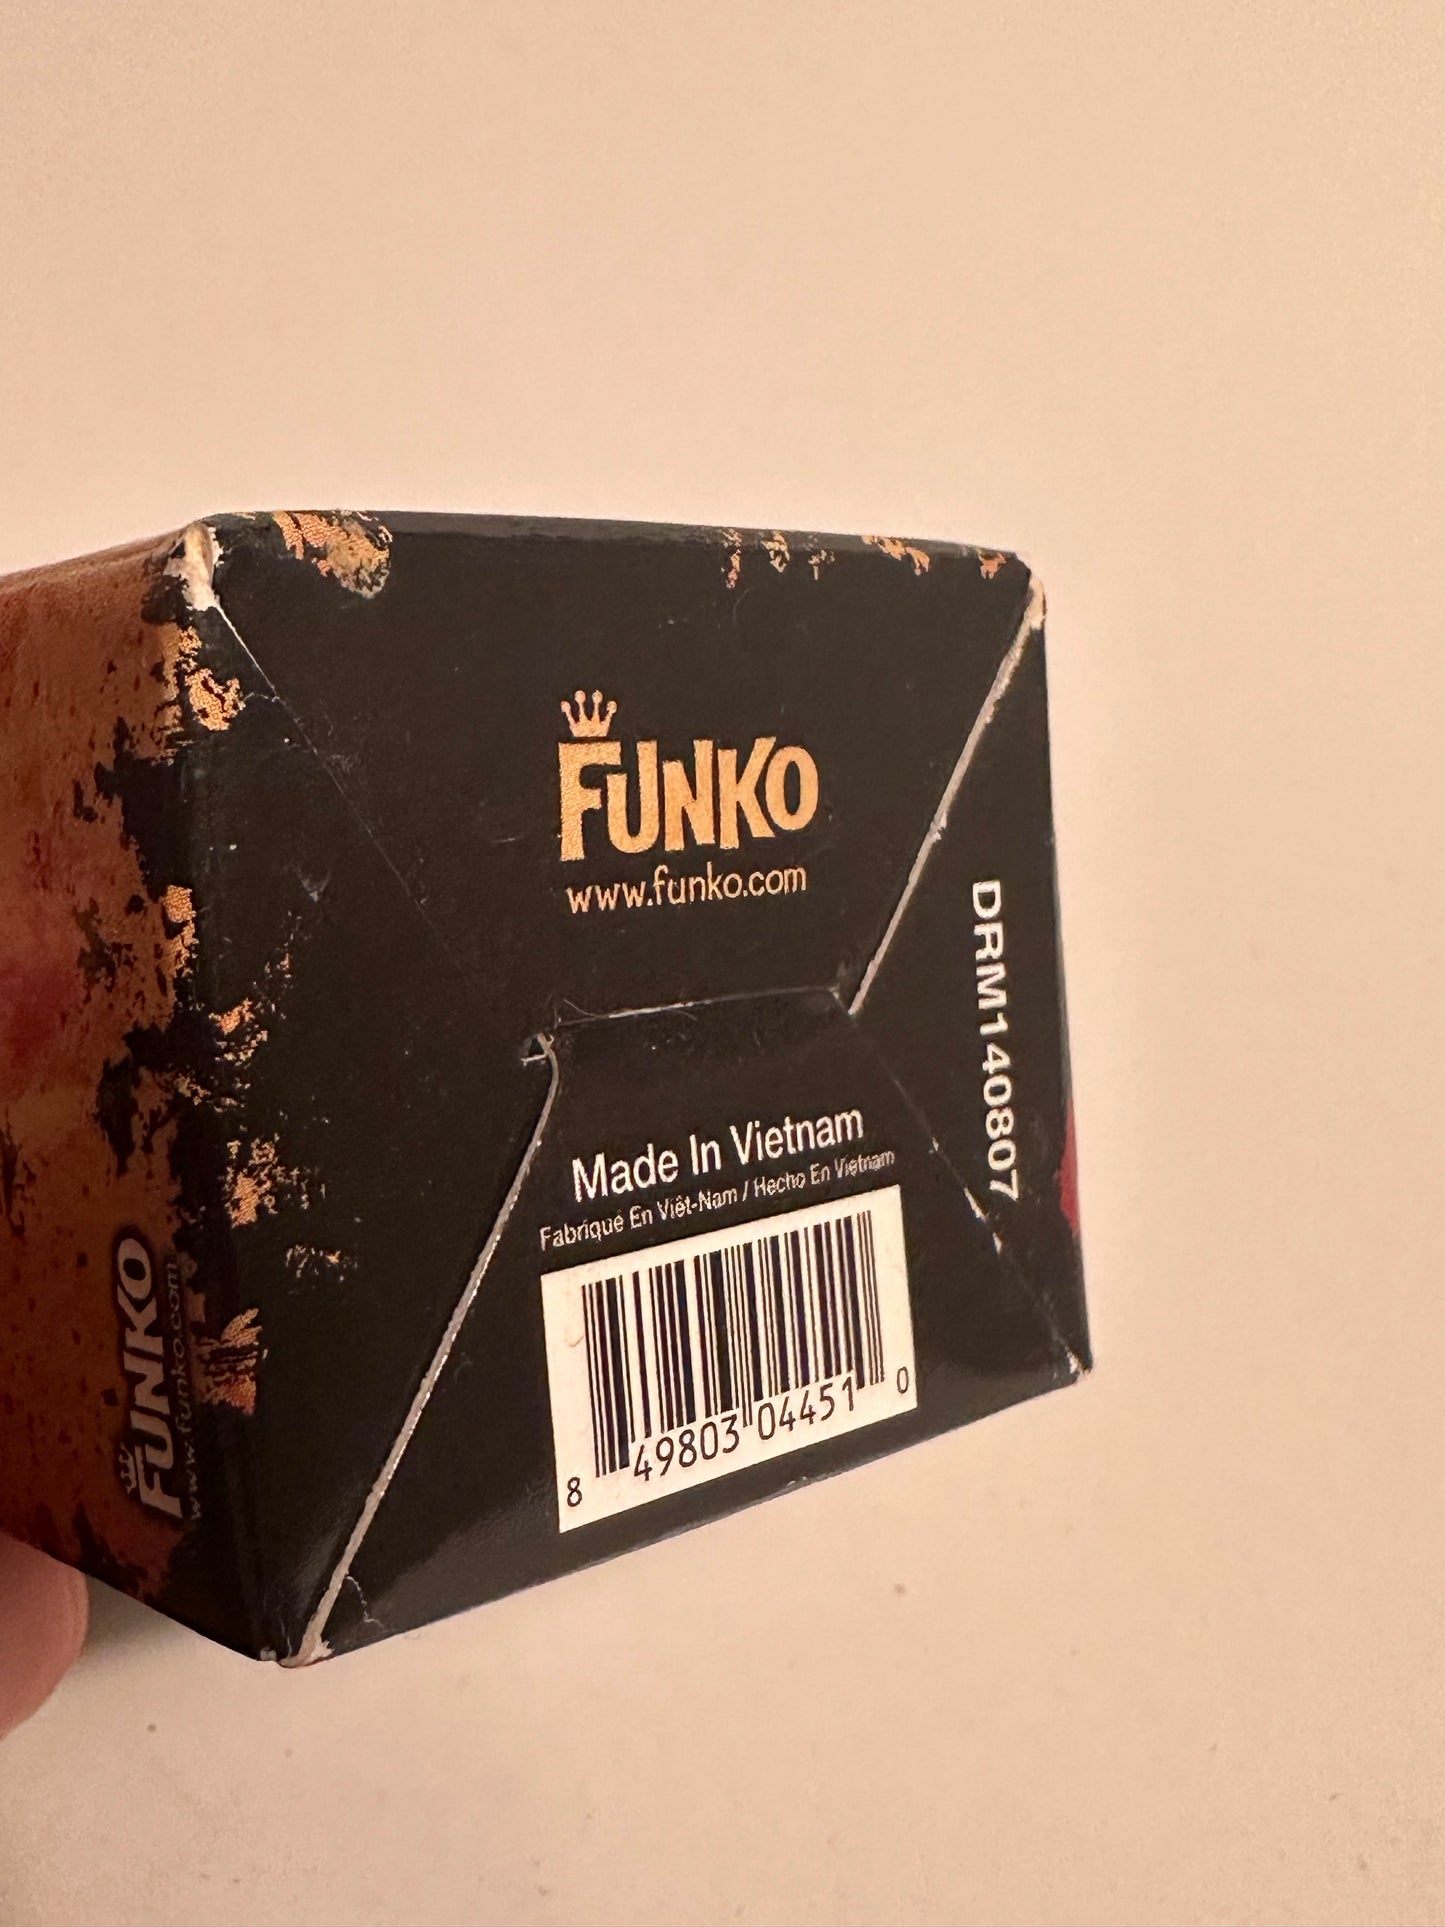 FUNKO
www.funko.com
DRM140807
Made In Vietnam
Fabriqué En Viêt-Nam / Hecho En Vietnam
8 49803 04451 0
FUNKO
www.funko.com